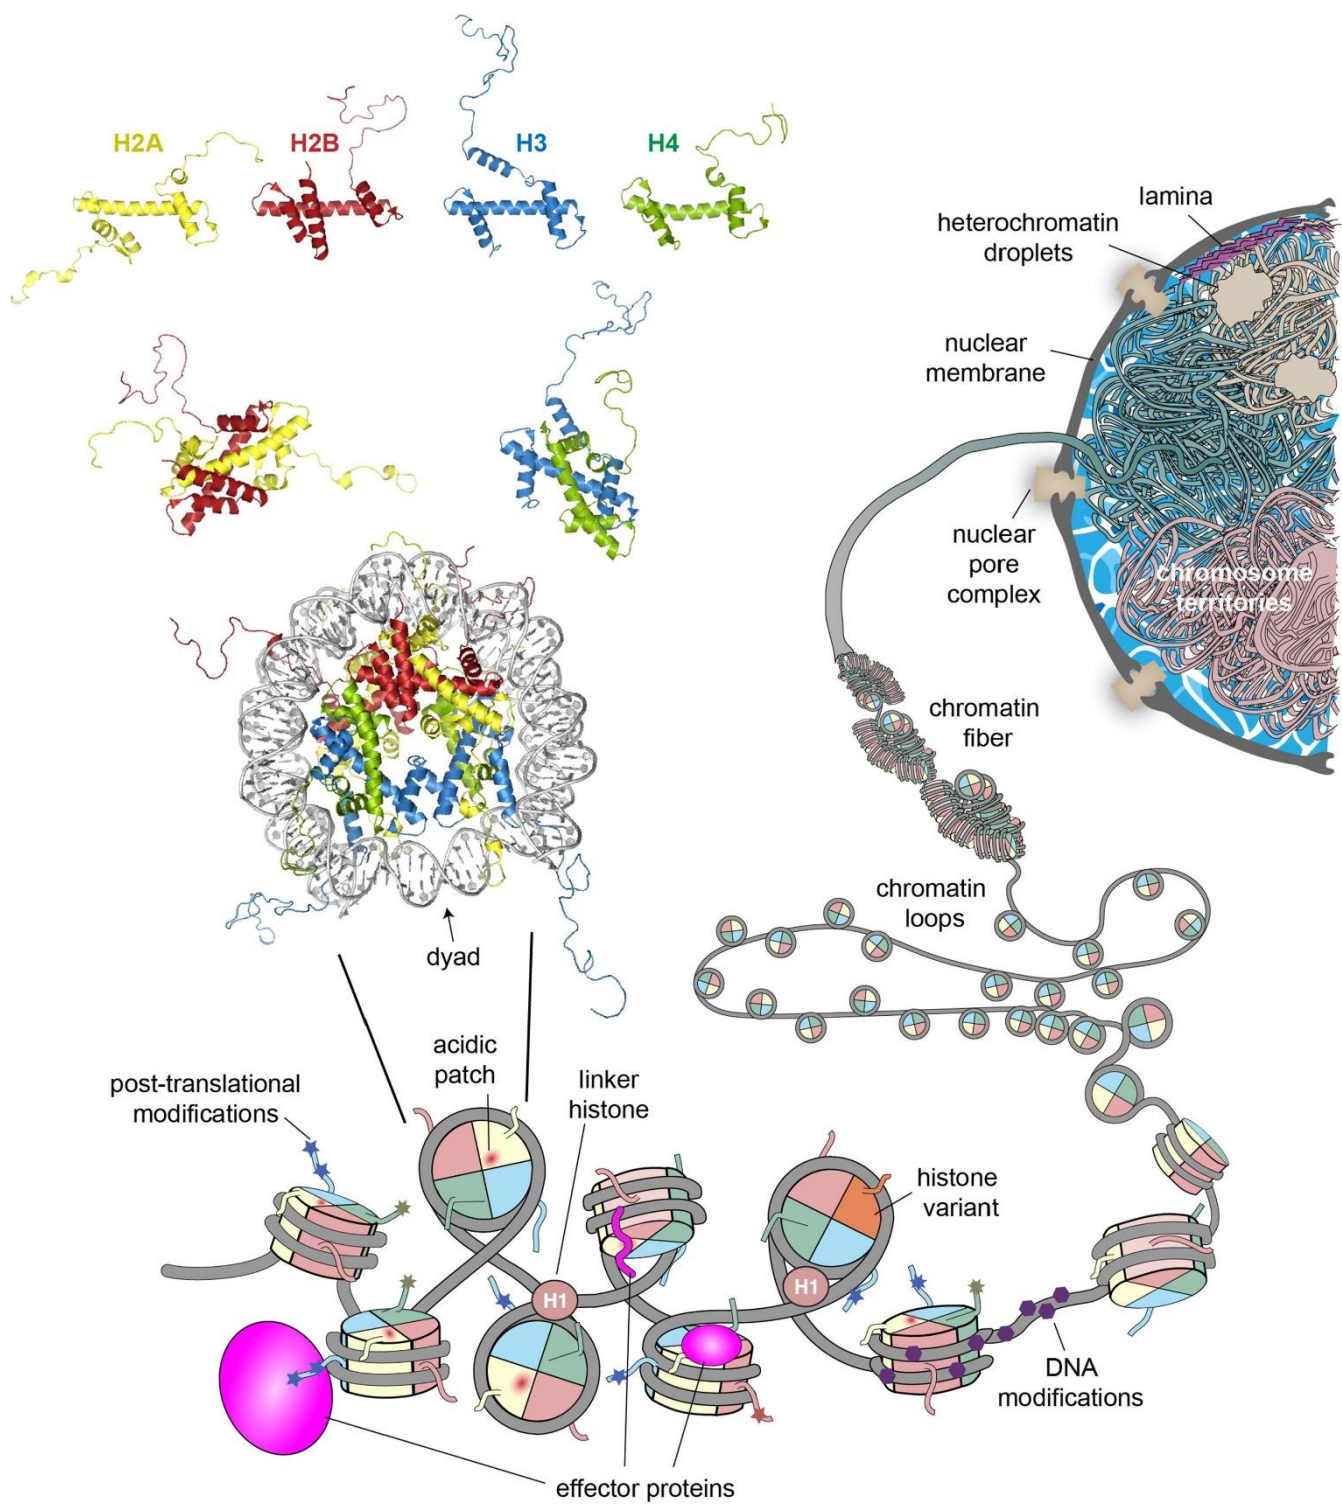 H2A
H2B
H3
H4
lamina
heterochromatin
droplets
nuclear
membrane
nuclear
pore
complex
chromosome
territories
chromatin
fiber
chromatin
loops
dyad
acidic
patch
post-translational
modifications
linker
histone
histone
variant
H1
H1
DNA
modifications
effector proteins